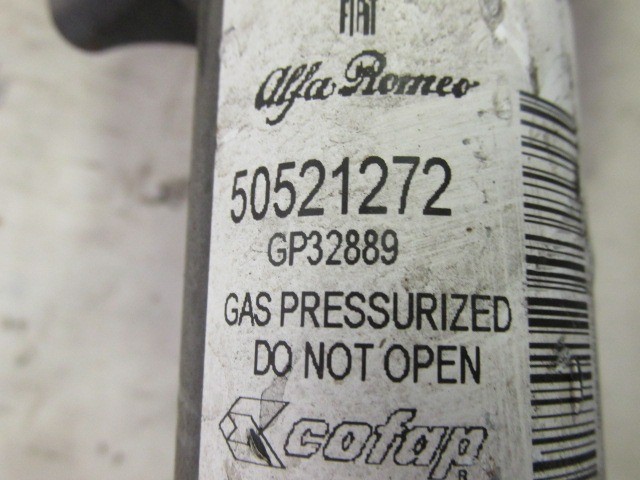 FIAT
Alfa Romeo
50521272
GP32889
GAS PRESSURIZED
DO NOT OPEN
cofap
R